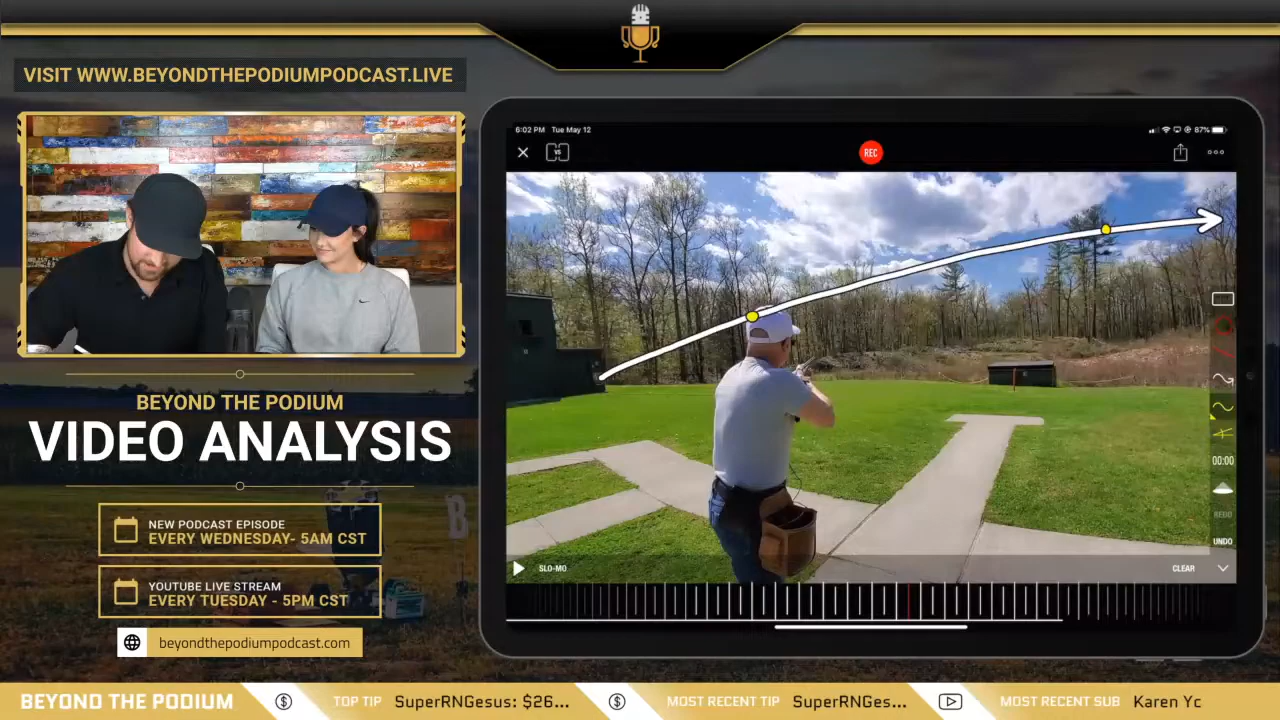 VISIT WWW.BEYONDTHEPODIUMPODCAST.LIVE
6:02 PM Tue May 12
87%
VS
REC
BEYOND THE PODIUM
VIDEO ANALYSIS
NEW PODCAST EPISODE
EVERY WEDNESDAY- 5AM CST
YOUTUBE LIVE STREAM
EVERY TUESDAY - 5PM CST
beyondthepodiumpodcast.com
00:00
REDO
UNDO
SLO-MO
CLEAR
BEYOND THE PODIUM
TOP TIP SuperRNGesus: $26...
MOST RECENT TIP SuperRNGes...
MOST RECENT SUB Karen Yc